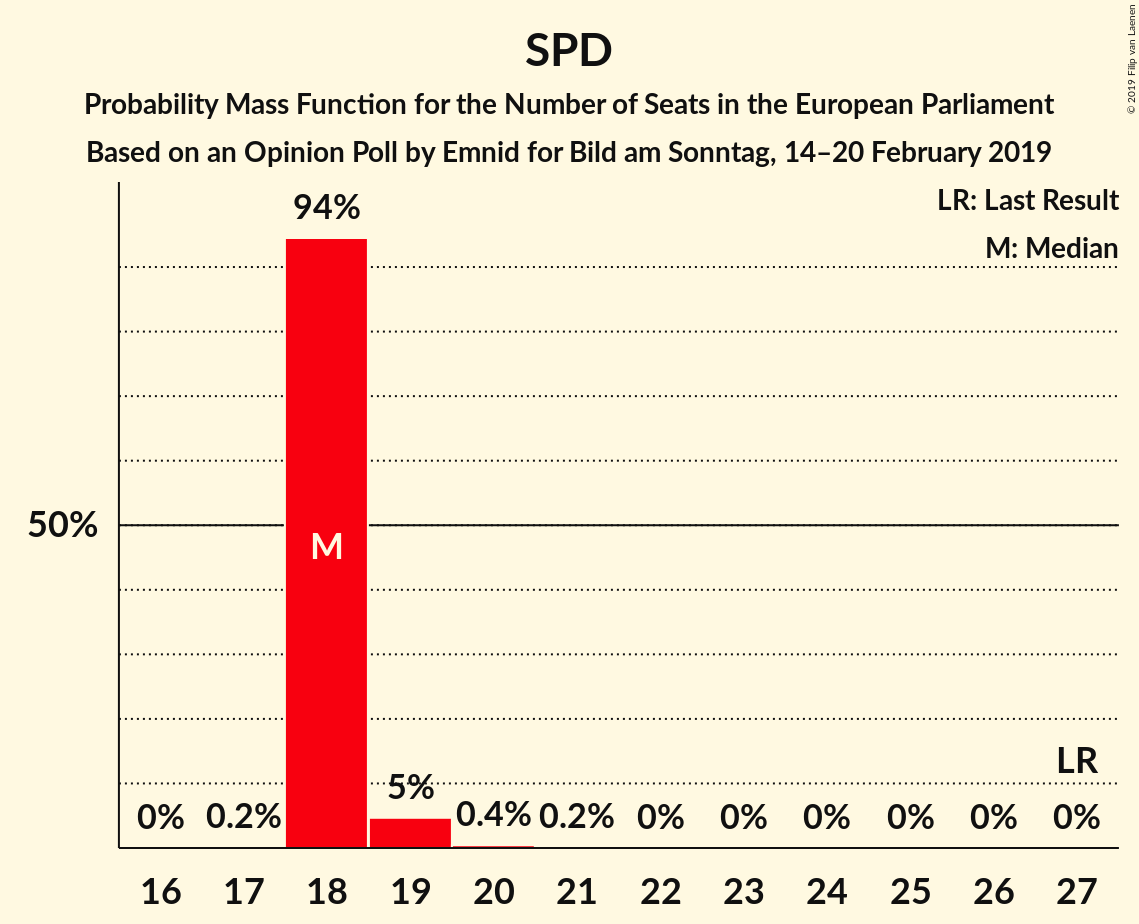 SPD
Probability Mass Function for the Number of Seats in the European Parliament
Based on an Opinion Poll by Emnid for Bild am Sonntag, 14–20 February 2019
© 2019 Filip van Laenen
LR: Last Result
M: Median
94%
50%
M
LR
0% 0.2% 5% 0.4% 0.2% 0% 0% 0% 0% 0% 0%
16 17 18 19 20 21 22 23 24 25 26 27